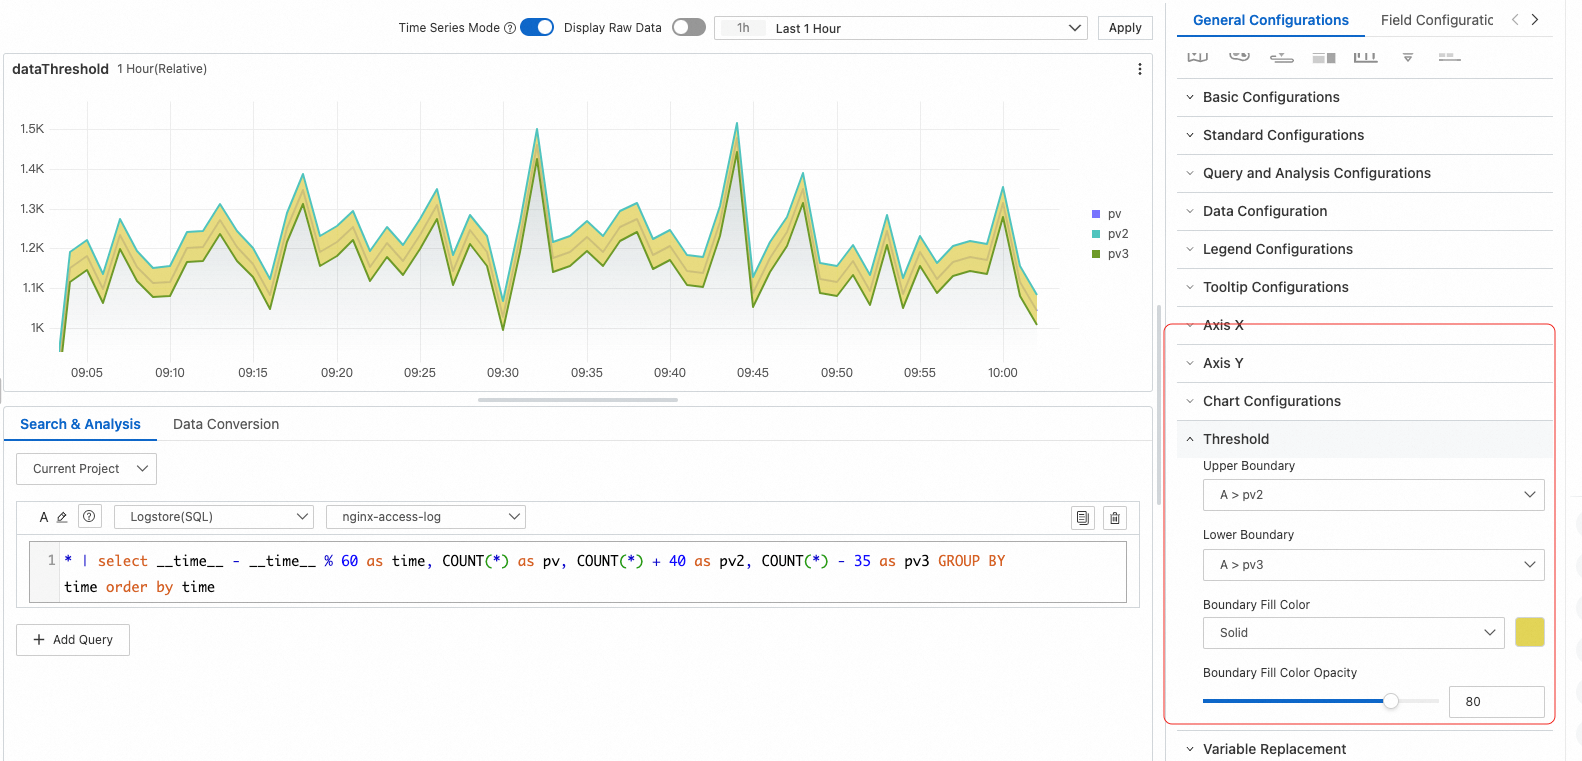 Time Series Mode
Display Raw Data
1h
Last 1 Hour
Apply
dataThreshold 1 Hour(Relative)
1.5K
1.4K
1.3K
1.2K
1.1K
1K
09:05 09:10 09:15 09:20 09:25 09:30 09:35 09:40 09:45 09:50 09:55 10:00
pv
pv2
pv3
Search & Analysis
Data Conversion
Current Project
A
Logstore(SQL)
nginx-access-log
1
* | select __time__ - __time__ % 60 as time, COUNT(*) as pv, COUNT(*) + 40 as pv2, COUNT(*) - 35 as pv3 GROUP BY
time order by time
+ Add Query
General Configurations
Field Configuratic
Basic Configurations
Standard Configurations
Query and Analysis Configurations
Data Configuration
Legend Configurations
Tooltip Configurations
Axis X
Axis Y
Chart Configurations
Threshold
Upper Boundary
A > pv2
Lower Boundary
A > pv3
Boundary Fill Color
Solid
Boundary Fill Color Opacity
80
Variable Replacement